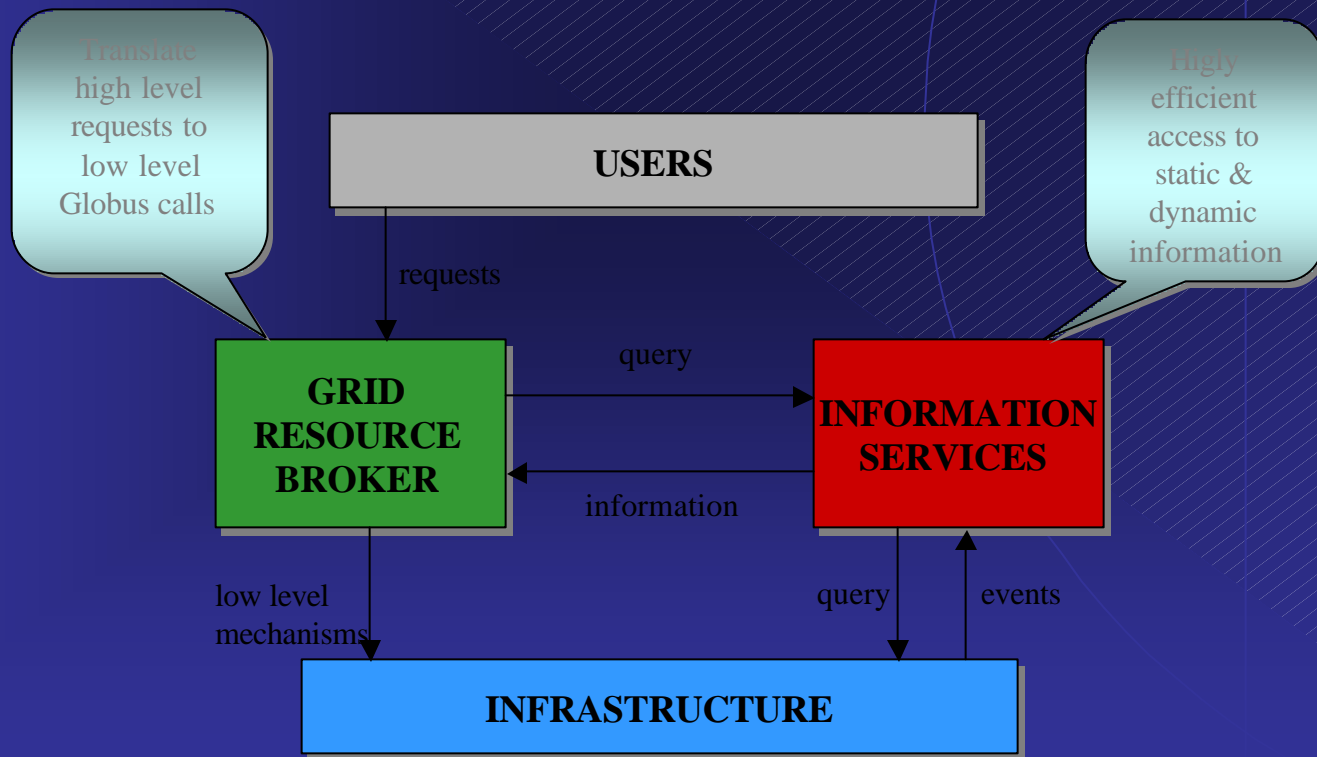 Translate
high level
requests to
low level
Globus calls
Higly
efficient
access to
static &
dynamic
information
USERS
requests
GRID
RESOURCE
BROKER
query
information
INFORMATION
SERVICES
low level
mechanisms
query
events
INFRASTRUCTURE